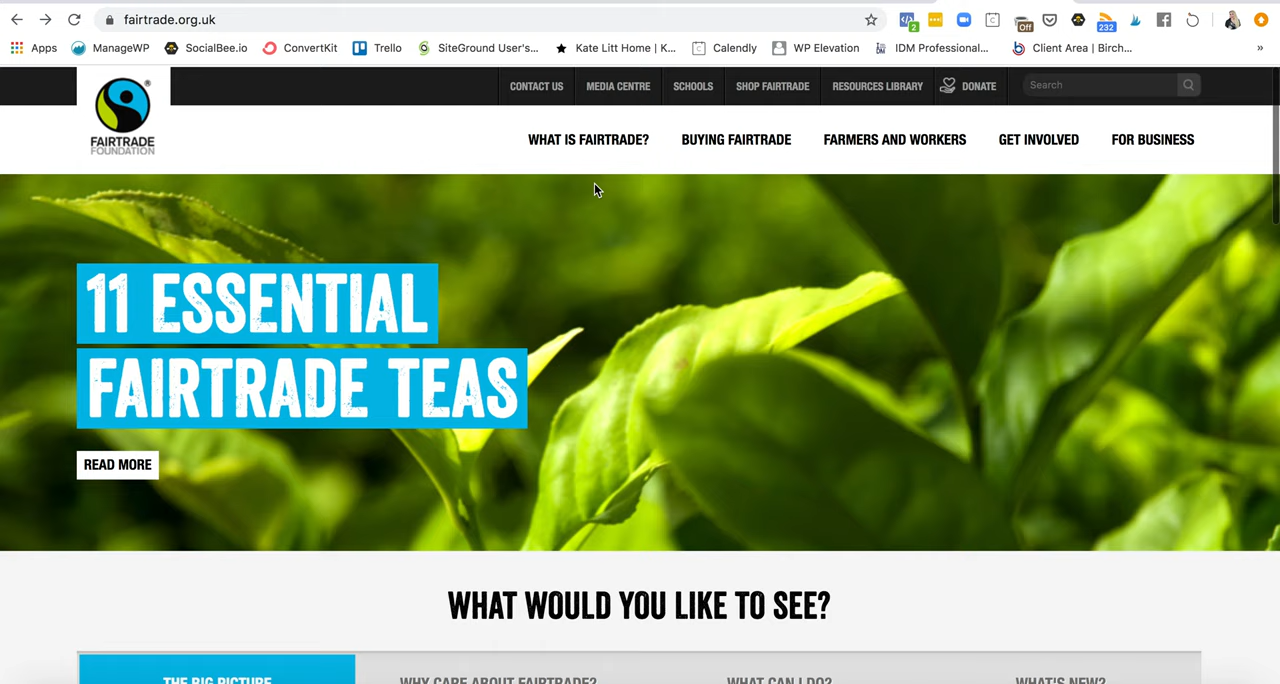 fairtrade.org.uk
2
Off
232
Apps
ManageWP
SocialBee.io
ConvertKit
Trello
SiteGround User's...
Kate Litt Home | K...
Calendly
WP Elevation
IDM Professional...
Client Area | Birch...
»
CONTACT US
MEDIA CENTRE
SCHOOLS
SHOP FAIRTRADE
RESOURCES LIBRARY
DONATE
Search
FAIRTRADE
FOUNDATION
®
WHAT IS FAIRTRADE?
BUYING FAIRTRADE
FARMERS AND WORKERS
GET INVOLVED
FOR BUSINESS
11 ESSENTIAL
FAIRTRADE TEAS
READ MORE
WHAT WOULD YOU LIKE TO SEE?
THE BIG PICTURE
WHY CARE ABOUT FAIRTRADE?
WHAT CAN I DO?
WHAT'S NEW?